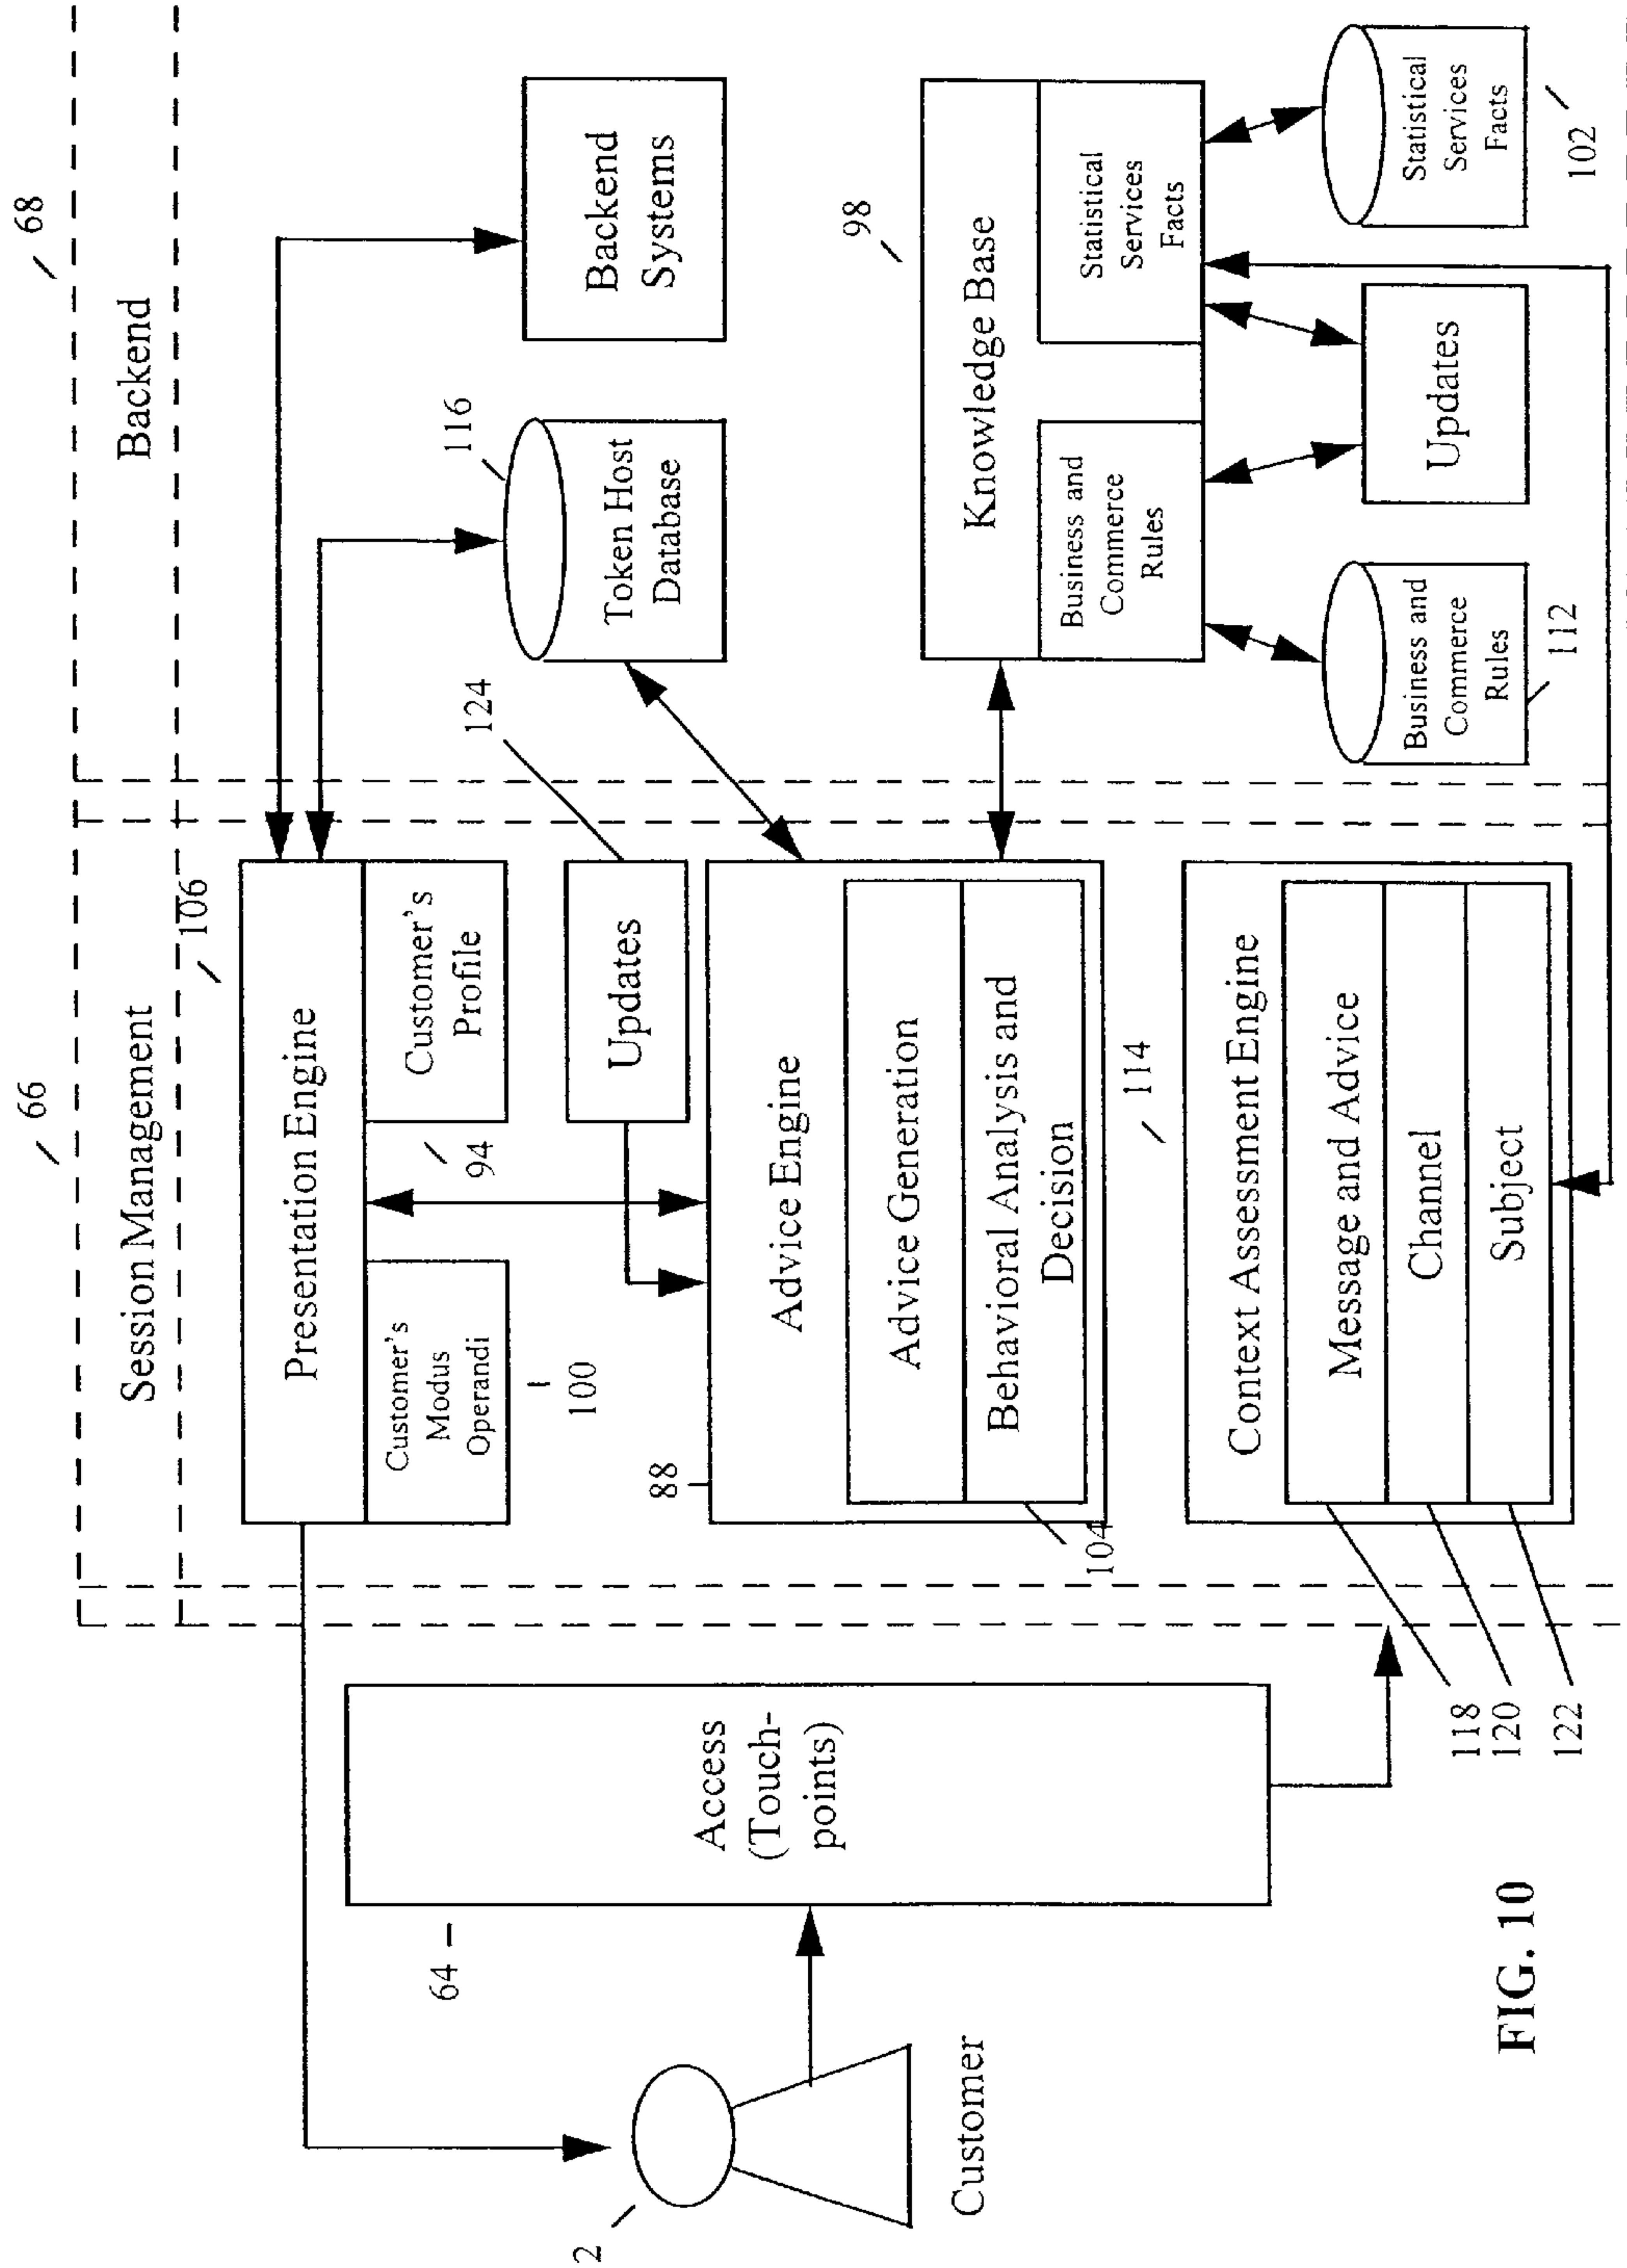 66
68
Session Management
Backend
106
Presentation Engine
Customer's
Modus
Operandi
Customer's
Profile
94
100
Updates
124
116
Token Host
Database
Backend
Systems
64
Access
(Touch-
points)
2
Customer
88
Advice Engine
Advice Generation
Behavioral Analysis and
Decision
104
98
Knowledge Base
Business and
Commerce
Rules
Statistical
Services
Facts
114
Context Assessment Engine
Message and Advice
Channel
Subject
118
120
122
Business and
Commerce
Rules
112
Updates
Statistical
Services
Facts
102
FIG. 10